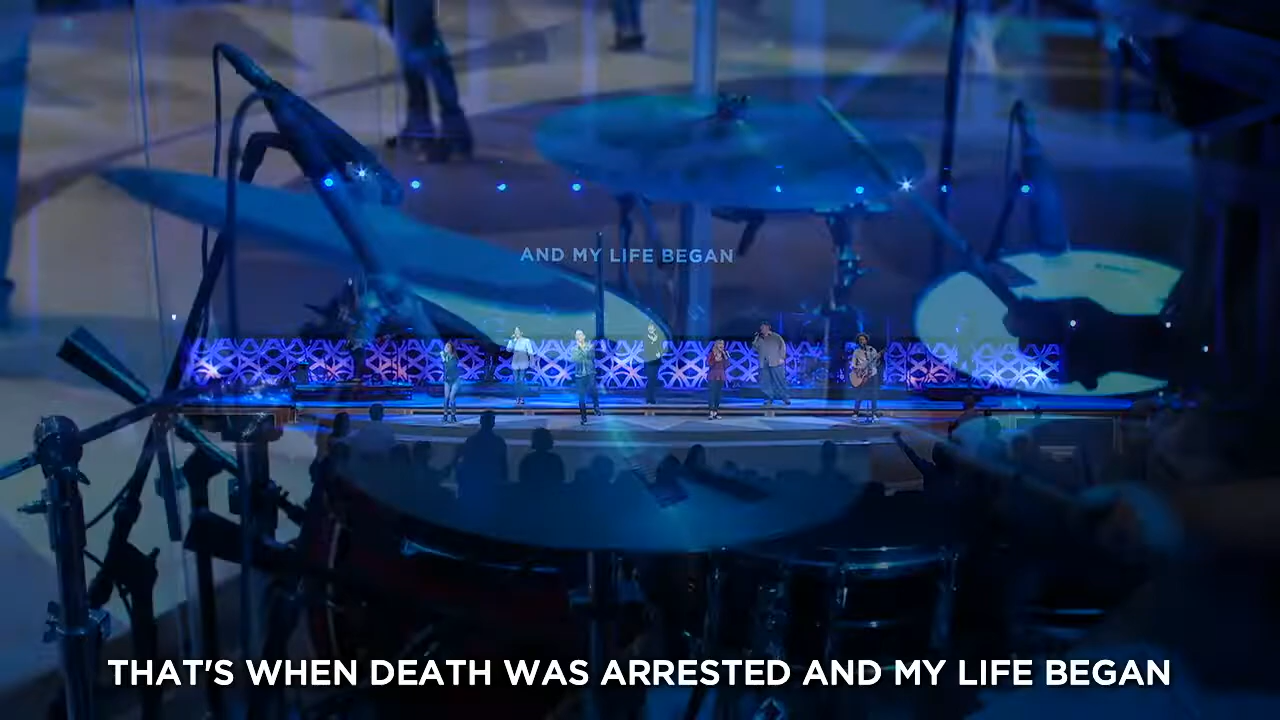 AND MY LIFE BEGAN
THAT'S WHEN DEATH WAS ARRESTED AND MY LIFE BEGAN